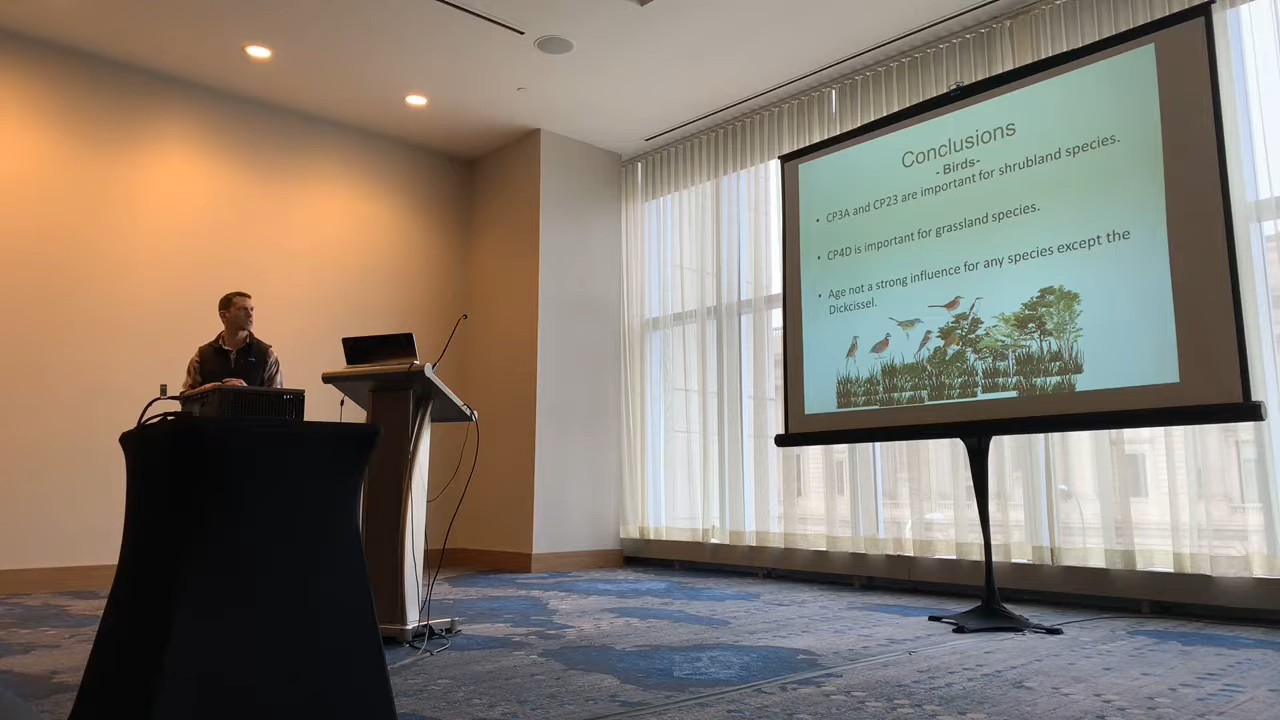 Conclusions
- Birds-
• CP3A and CP23 are important for shrubland species.
• CP4D is important for grassland species.
• Age not a strong influence for any species except the
Dickcissel.